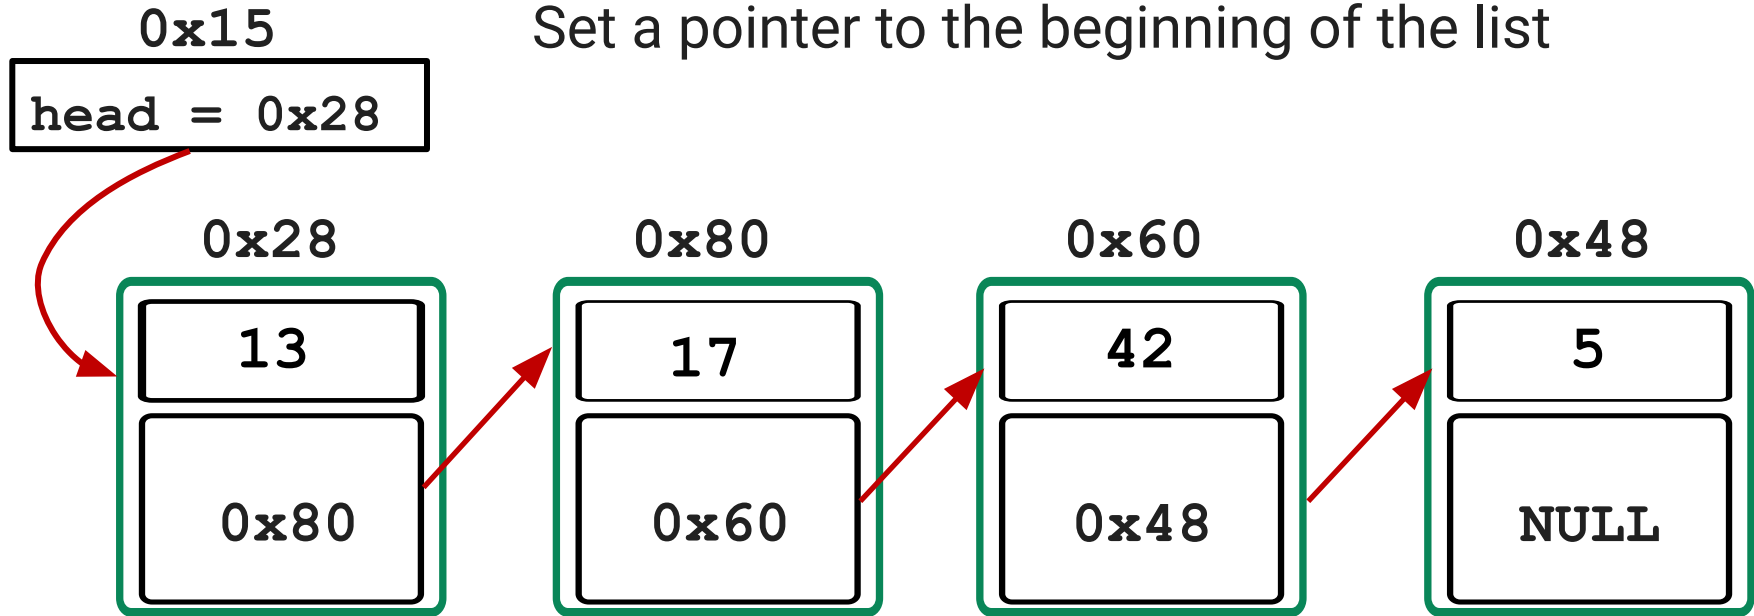 0x15
Set a pointer to the beginning of the list
head = 0x28
0x28
0x80
0x60
0x48
13
17
42
5
0x80
0x60
0x48
NULL